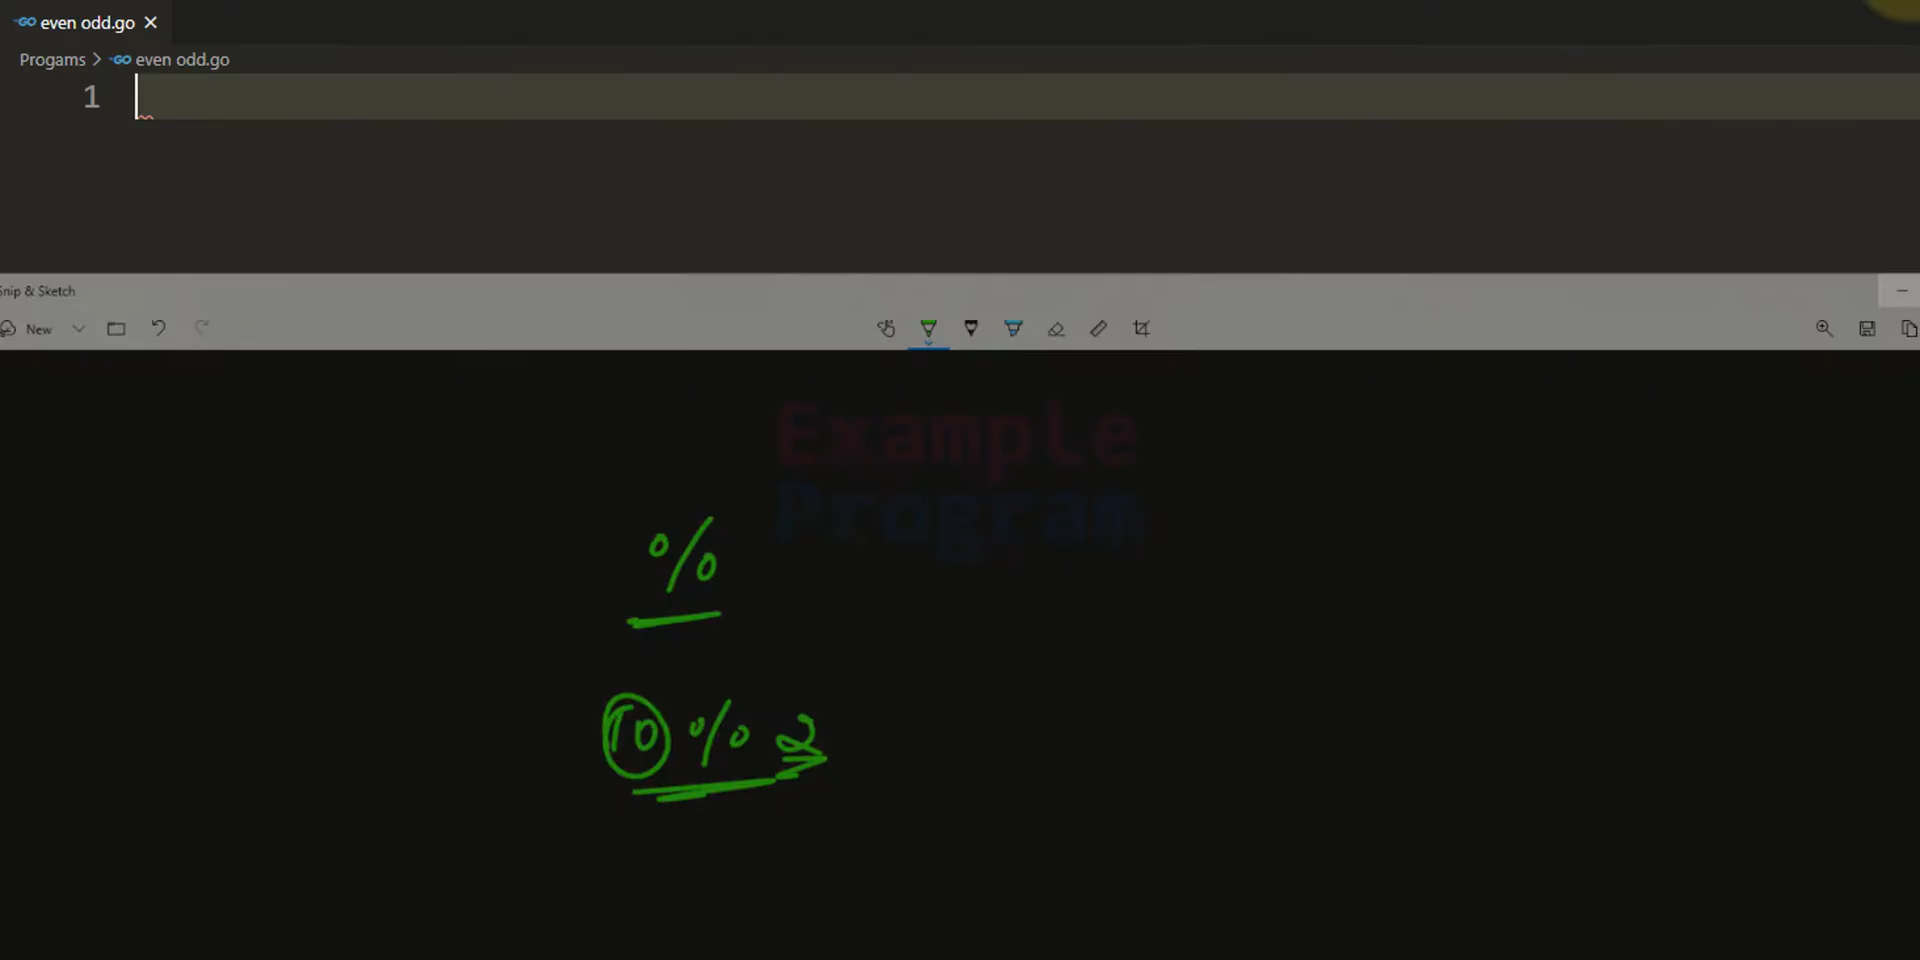 even odd.go
Progams > even odd.go
1
Snip & Sketch
New
Example
Program
%
10 % 2